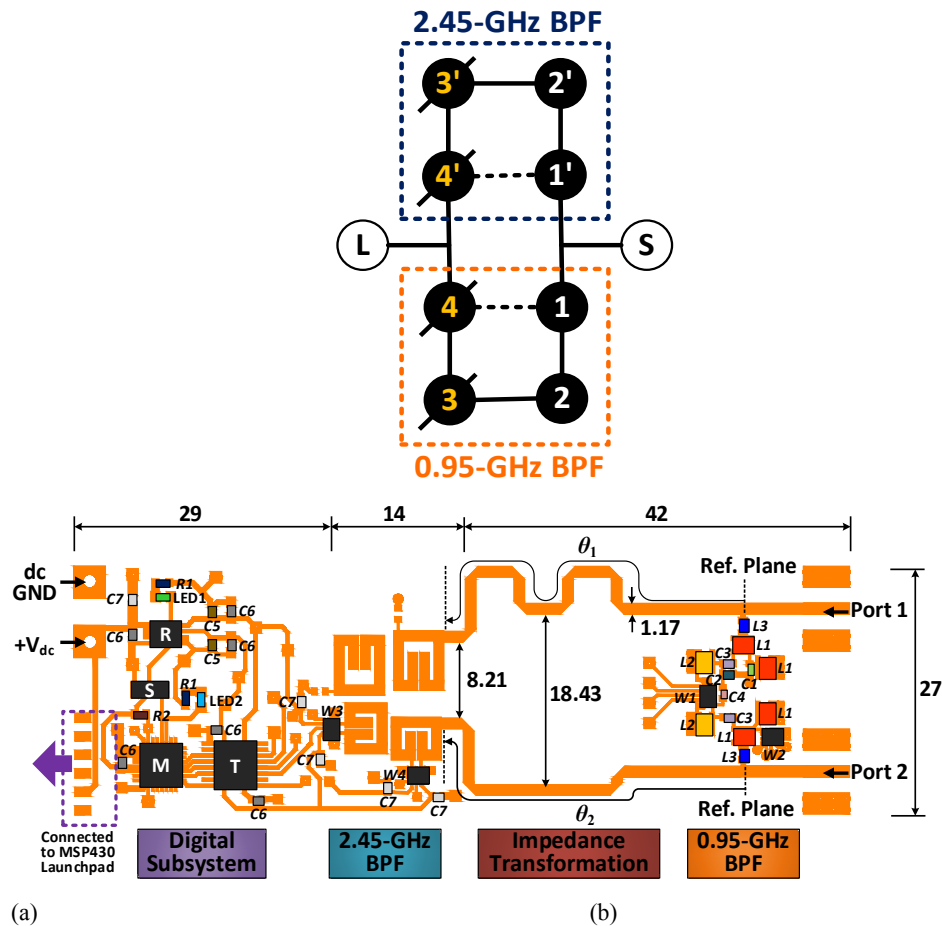 2.45-GHz BPF
3' 2'
4' 1'
L S
4 1
3 2
0.95-GHz BPF
29 14 42
θ1
dc
GND
R1
LED1
C7
C5 C6
Ref. Plane
Port 1
+Vdc
C6
R
C5 C6
1.17
L3
L1
C3
L2 L1
C2 C1
S
R1
LED2
C7
W3
8.21
18.43
W1 C4
27
R2
C6
C6
M T
C7
W4
C7
C7
C3
L2 L1
L1
W2
L3
Port 2
C6
θ2
Ref. Plane
Connected
to MSP430
Launchpad
Digital
Subsystem
2.45-GHz
BPF
Impedance
Transformation
0.95-GHz
BPF
(a) (b)